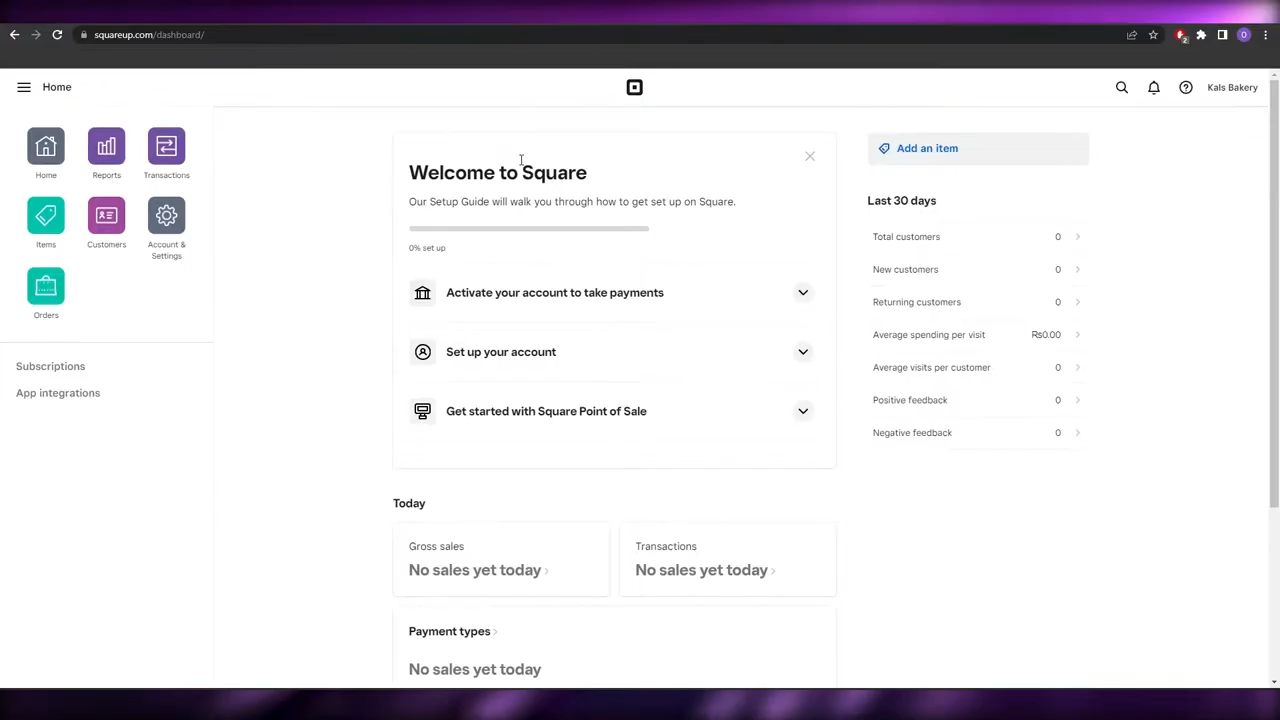 squareup.com/dashboard/
2
O
Home
Kals Bakery
Home
Reports
Transactions
Items
Customers
Account &
Settings
Orders
Subscriptions
App integrations
Welcome to Square
Our Setup Guide will walk you through how to get set up on Square.
0% set up
Activate your account to take payments
Set up your account
Get started with Square Point of Sale
Today
Gross sales
No sales yet today
Transactions
No sales yet today
Payment types
No sales yet today
Add an item
Last 30 days
Total customers 0
New customers 0
Returning customers 0
Average spending per visit Rs0.00
Average visits per customer 0
Positive feedback 0
Negative feedback 0